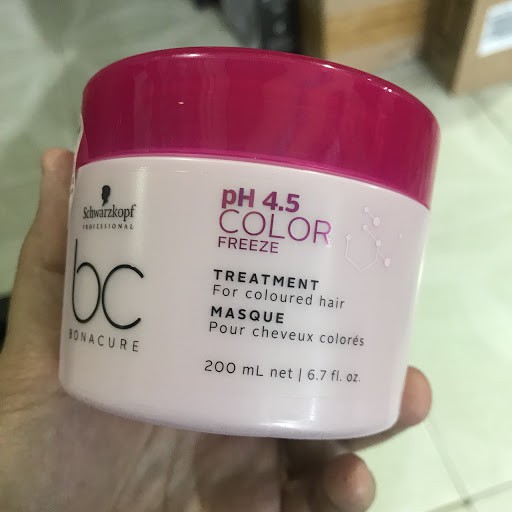 Schwarzkopf
PROFESSIONAL
bc
BONACURE
pH 4.5
COLOR
FREEZE
TREATMENT
For coloured hair
MASQUE
Pour cheveux colorés
200 mL net | 6.7 fl. oz.